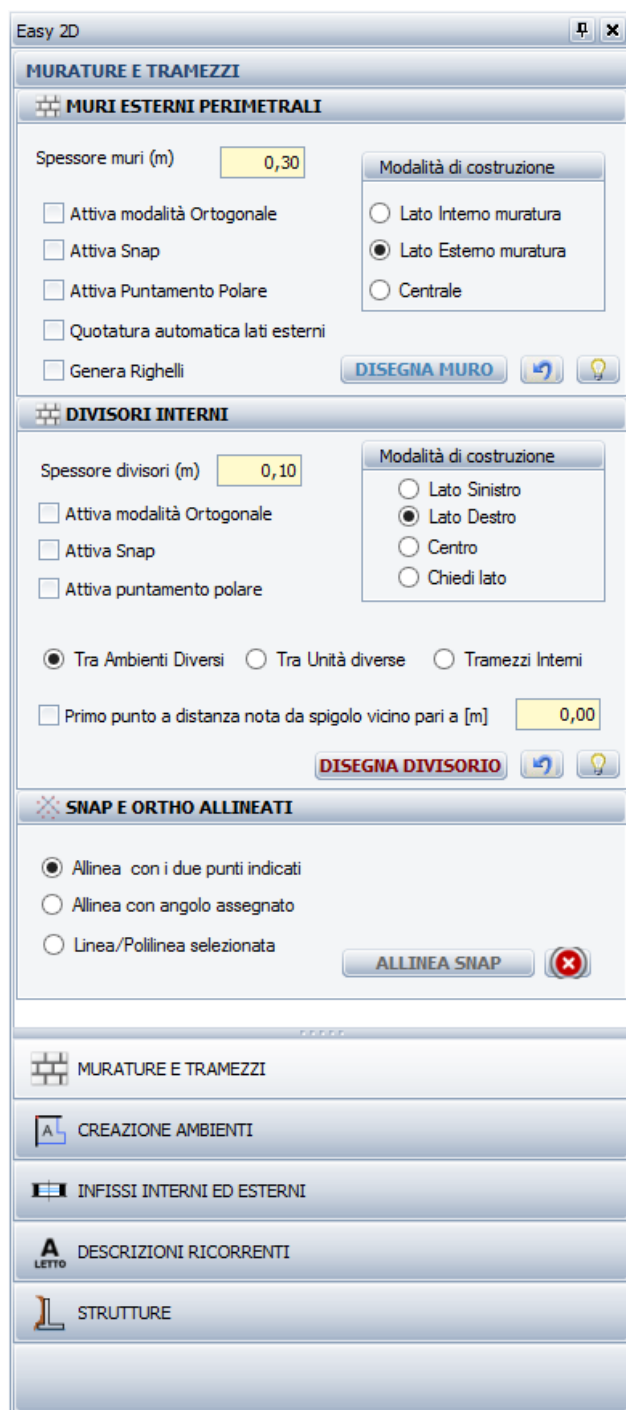 Easy 2D
MURATURE E TRAMEZZI
MURI ESTERNI PERIMETRALI
Spessore muri (m) 0,30
Modalità di costruzione
Attiva modalità Ortogonale
Lato Interno muratura
Attiva Snap
Lato Esterno muratura
Attiva Puntamento Polare
Centrale
Quotatura automatica lati esterni
Genera Righelli
DISEGNA MURO
DIVISORI INTERNI
Spessore divisori (m) 0,10
Modalità di costruzione
Lato Sinistro
Attiva modalità Ortogonale
Lato Destro
Attiva Snap
Centro
Attiva puntamento polare
Chiedi lato
Tra Ambienti Diversi Tra Unità diverse Tramezzi Interni
Primo punto a distanza nota da spigolo vicino pari a [m] 0,00
DISEGNA DIVISORIO
SNAP E ORTHO ALLINEATI
Allinea con i due punti indicati
Allinea con angolo assegnato
Linea/Polilinea selezionata
ALLINEA SNAP
MURATURE E TRAMEZZI
A CREAZIONE AMBIENTI
INFISSI INTERNI ED ESTERNI
A
LETTO
DESCRIZIONI RICORRENTI
STRUTTURE